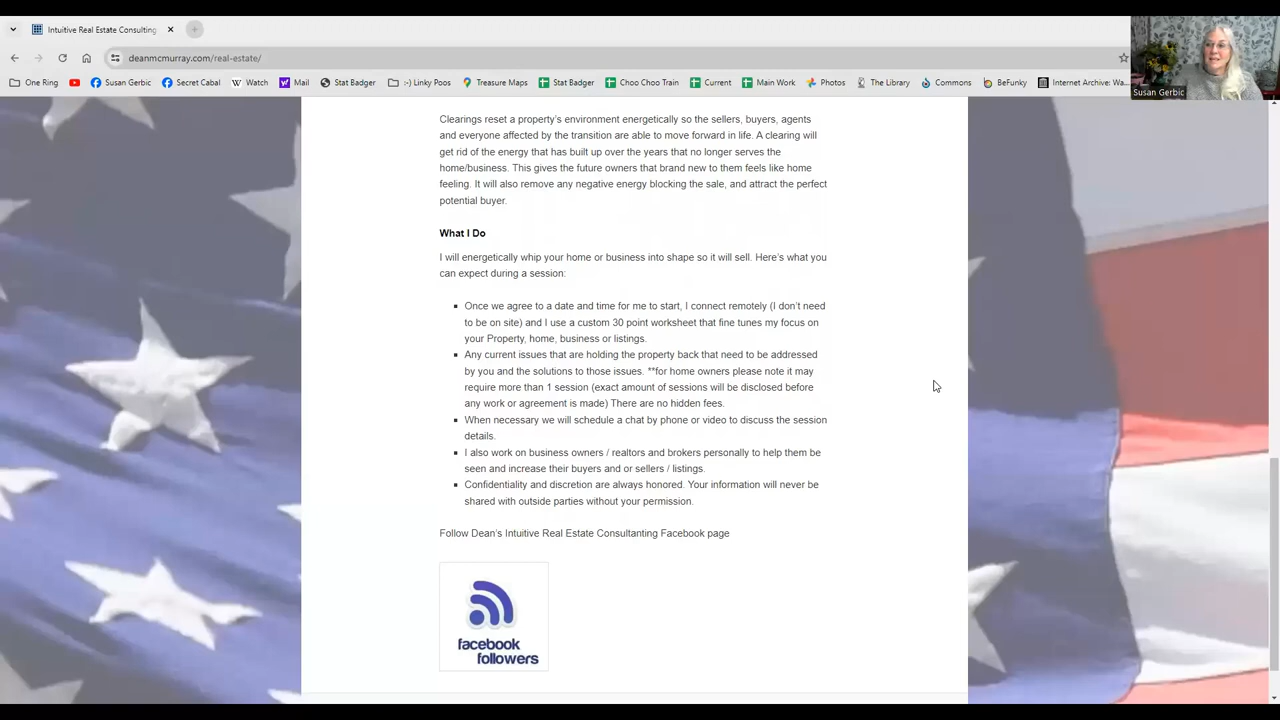 Intuitive Real Estate Consulting
deanmcmurray.com/real-estate/
One Ring
Susan Gerbic
Secret Cabal
Watch
Mail
Stat Badger
:-) Linky Pops
Treasure Maps
Stat Badger
Choo Choo Train
Current
Main Work
Photos
The Library
Commons
BeFunky
Internet Archive: Wa
Susan Gerbic
Clearings reset a property's environment energetically so the sellers, buyers, agents
and everyone affected by the transition are able to move forward in life. A clearing will
get rid of the energy that has built up over the years that no longer serves the
home/business. This gives the future owners that brand new to them feels like home
feeling. It will also remove any negative energy blocking the sale, and attract the perfect
potential buyer.
What I Do
I will energetically whip your home or business into shape so it will sell. Here's what you
can expect during a session:
Once we agree to a date and time for me to start, I connect remotely (I don't need
to be on site) and I use a custom 30 point worksheet that fine tunes my focus on
your Property, home, business or listings.
Any current issues that are holding the property back that need to be addressed
by you and the solutions to those issues. **for home owners please note it may
require more than 1 session (exact amount of sessions will be disclosed before
any work or agreement is made) There are no hidden fees.
When necessary we will schedule a chat by phone or video to discuss the session
details.
I also work on business owners / realtors and brokers personally to help them be
seen and increase their buyers and or sellers / listings.
Confidentiality and discretion are always honored. Your information will never be
shared with outside parties without your permission.
Follow Dean's Intuitive Real Estate Consultanting Facebook page
facebook
followers